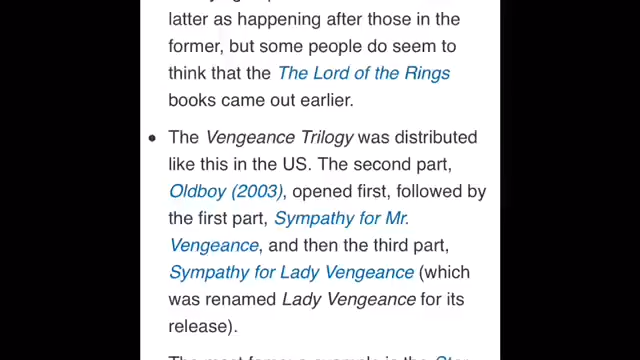 latter as happening after those in the
former, but some people do seem to
think that the The Lord of the Rings
books came out earlier.
• The Vengeance Trilogy was distributed
like this in the US. The second part,
Oldboy (2003), opened first, followed by
the first part, Sympathy for Mr.
Vengeance, and then the third part,
Sympathy for Lady Vengeance (which
was renamed Lady Vengeance for its
release).